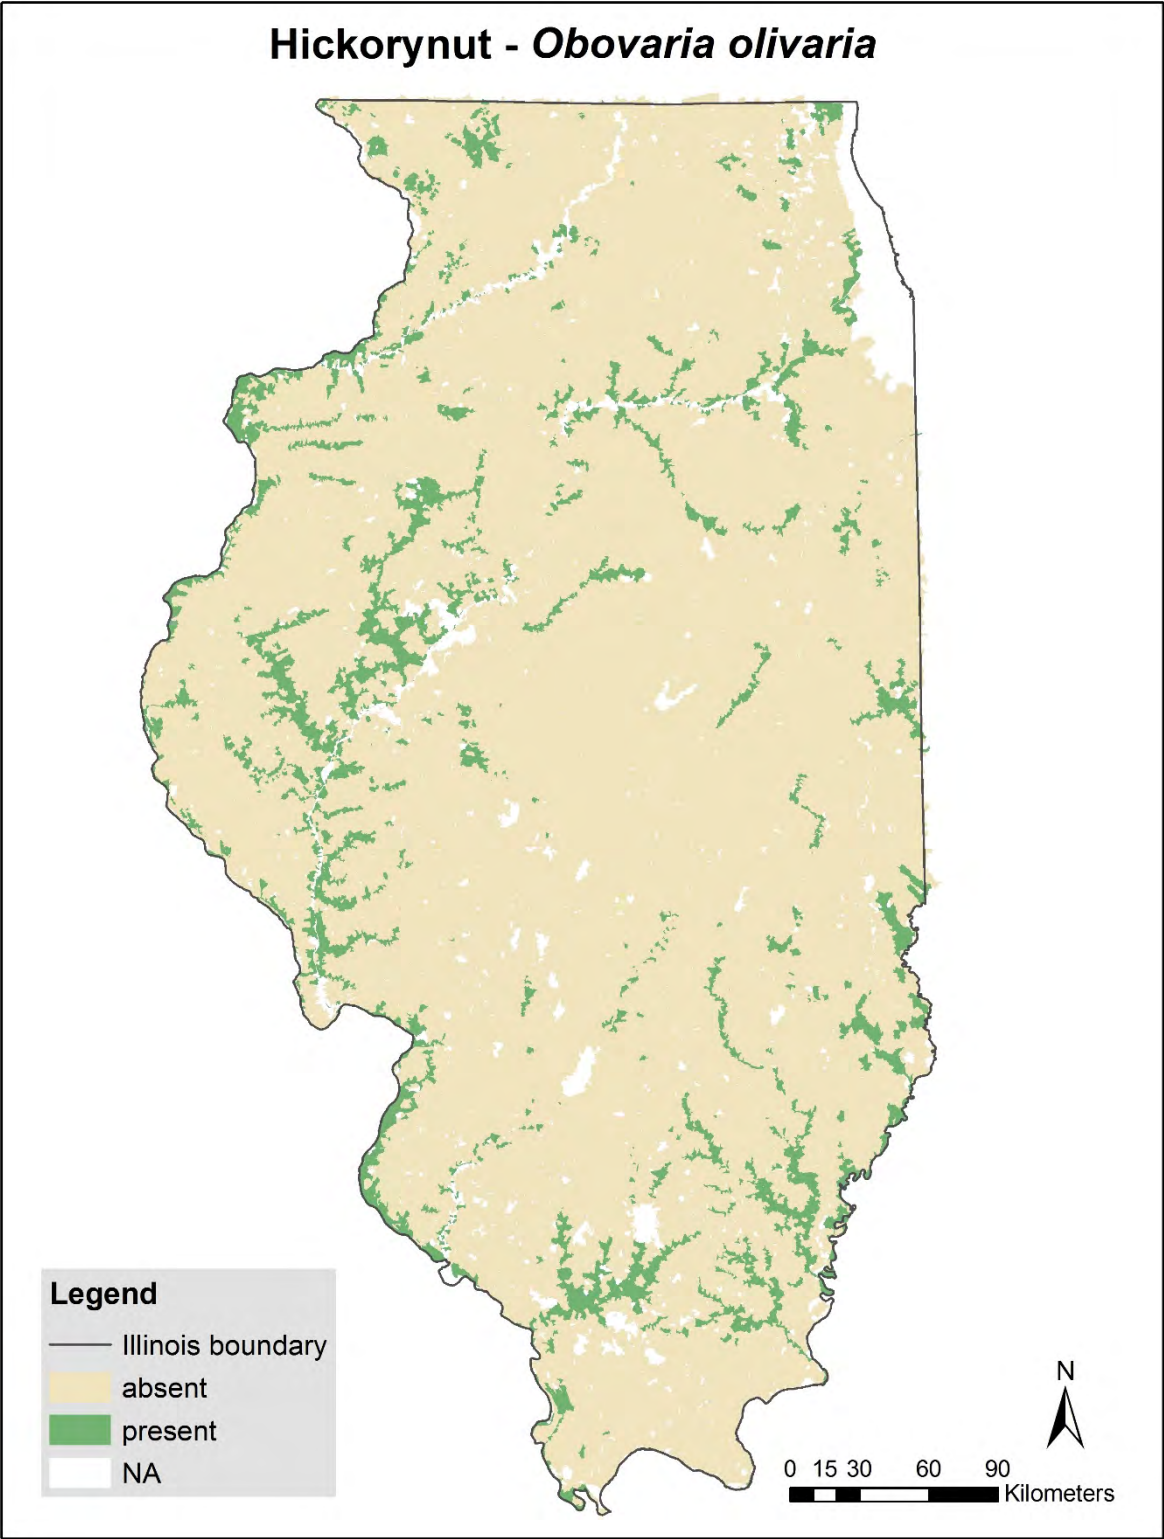 Hickorynut - Obovaria olivaria
Legend
Illinois boundary
absent
present
NA
N
0 15 30 60 90
Kilometers